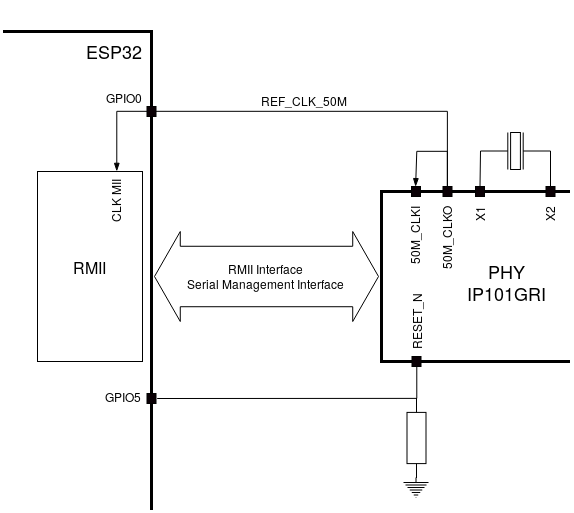 ESP32
GPIO0
REF_CLK_50M
CLK MII
RMII
50M_CLKI
50M_CLKO
X1
X2
RMII Interface
Serial Management Interface
PHY
IP101GRI
RESET_N
GPIO5